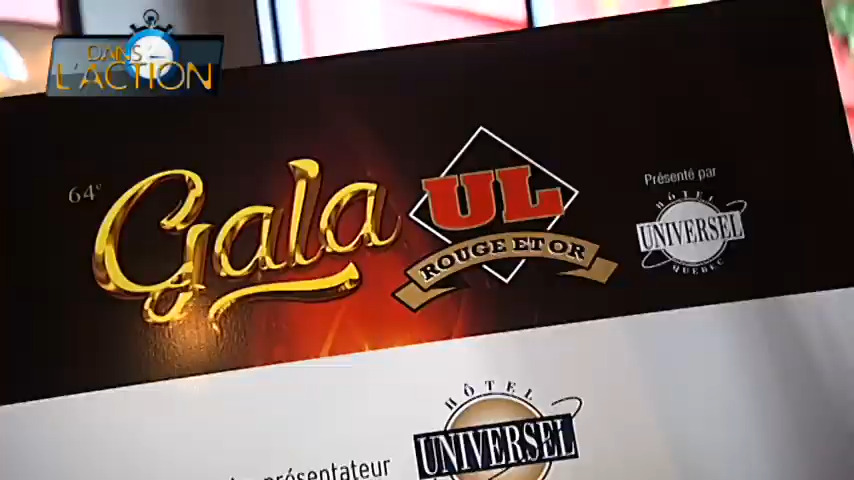 DANS
L'ACTION
64e
Gala
UL
ROUGE ET OR
Présenté par
HÔTEL
UNIVERSEL
QUÉBEC
présentateur
HÔTEL
UNIVERSEL